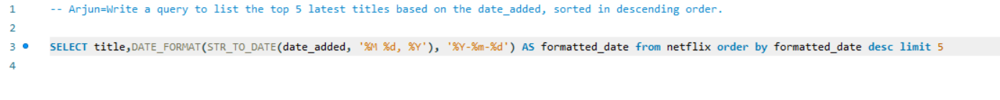 1 -- Arjun=Write a query to list the top 5 latest titles based on the date_added, sorted in descending order.
2
3 SELECT title,DATE_FORMAT(STR_TO_DATE(date_added, '%M %d, %Y'), '%Y-%m-%d') AS formatted_date from netflix order by formatted_date desc limit 5
4